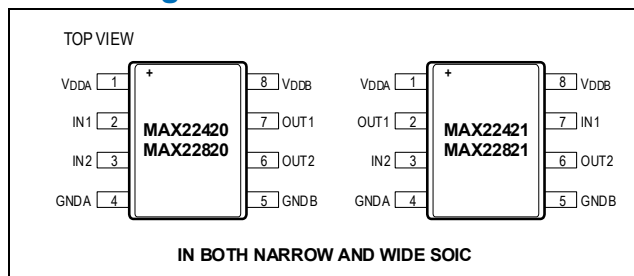 TOP VIEW
+
VDDA 1 8 VDDB
IN1 2 7 OUT1
MAX22420
MAX22820
IN2 3 6 OUT2
GNDA 4 5 GNDB
+
VDDA 1 8 VDDB
OUT1 2 7 IN1
MAX22421
MAX22821
IN2 3 6 OUT2
GNDA 4 5 GNDB
IN BOTH NARROW AND WIDE SOIC